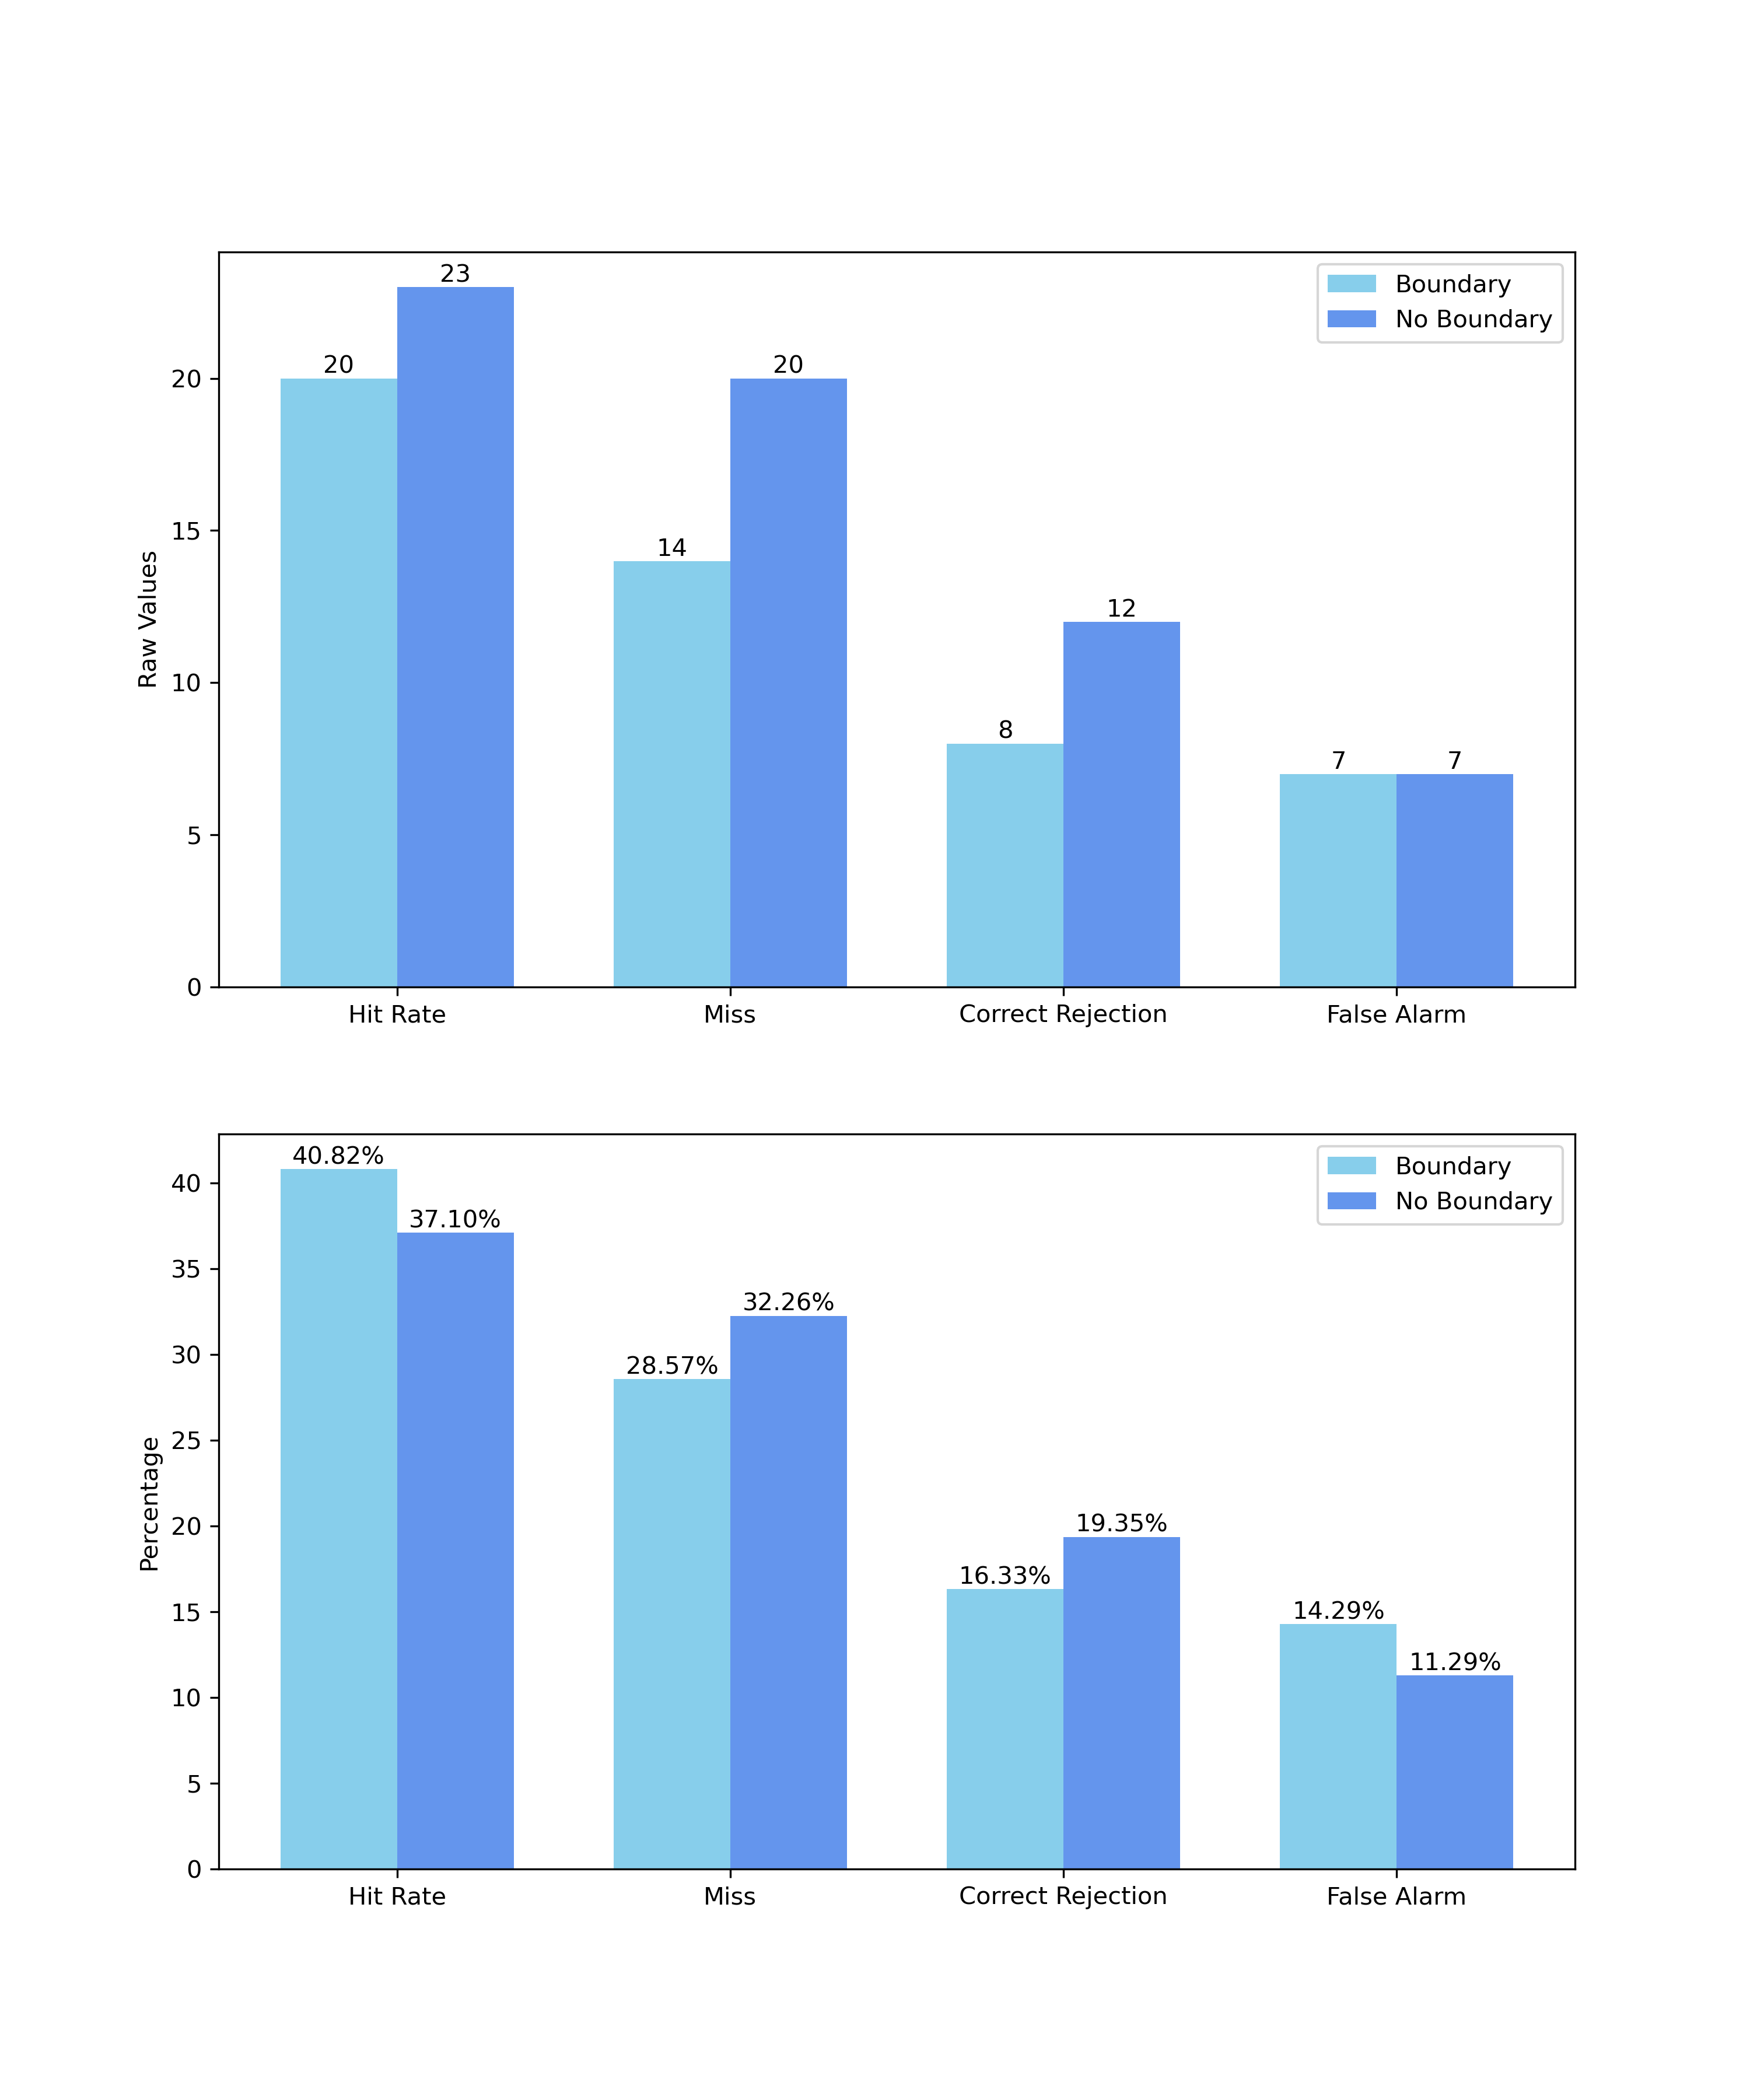 23
20
20
14
12
8
7
7
Boundary
No Boundary
Raw Values
20
15
10
5
0
Hit Rate
Miss
Correct Rejection
False Alarm
40.82%
37.10%
28.57%
32.26%
16.33%
19.35%
14.29%
11.29%
Boundary
No Boundary
Percentage
40
35
30
25
20
15
10
5
0
Hit Rate
Miss
Correct Rejection
False Alarm